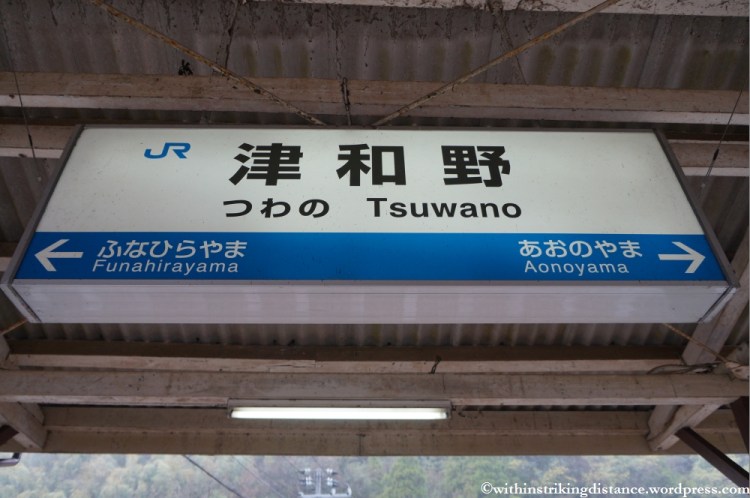 JR 津和野
つわの Tsuwano
← ふなひらやま あおのやま →
Funahirayama Aonoyama
©withinstrikingdistance.wordpress.com